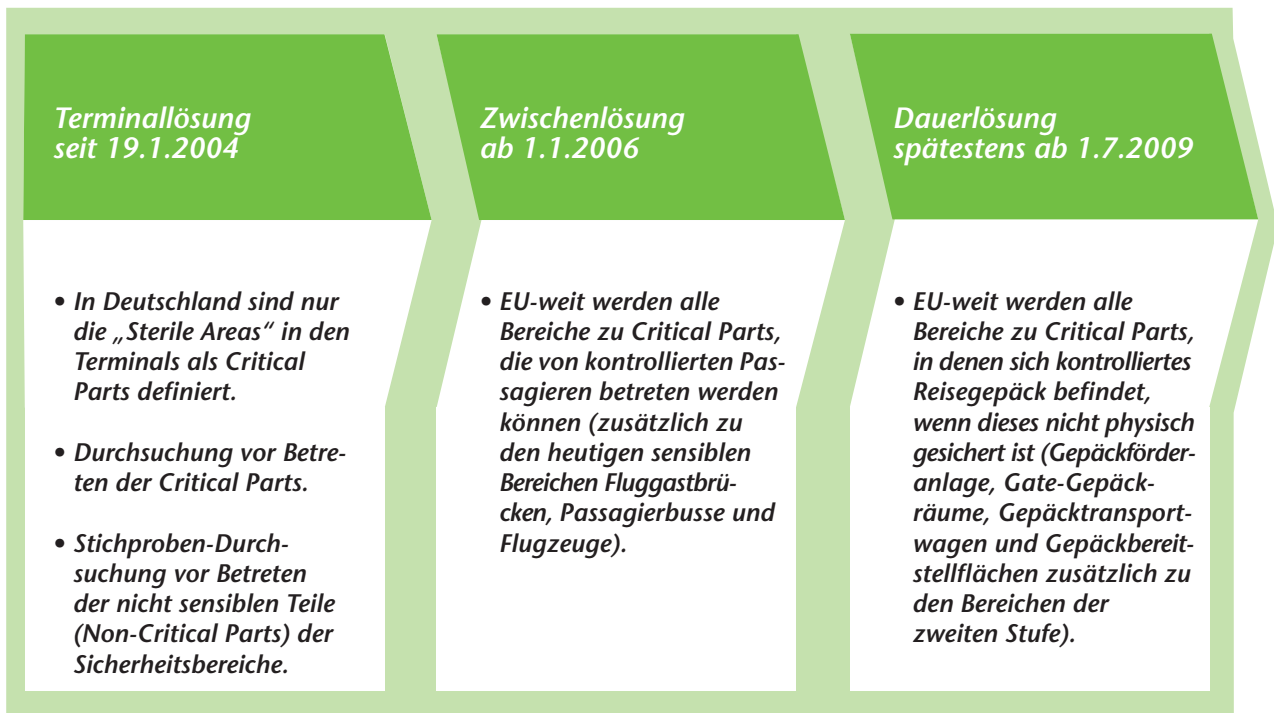 Terminallösung
seit 19.1.2004
• In Deutschland sind nur
die „Sterile Areas“ in den
Terminals als Critical
Parts definiert.
• Durchsuchung vor Betre-
ten der Critical Parts.
• Stichproben-Durch-
suchung vor Betreten
der nicht sensiblen Teile
(Non-Critical Parts) der
Sicherheitsbereiche.
Zwischenlösung
ab 1.1.2006
• EU-weit werden alle
Bereiche zu Critical Parts,
die von kontrollierten Pas-
sagieren betreten werden
können (zusätzlich zu
den heutigen sensiblen
Bereichen Fluggastbrü-
cken, Passagierbusse und
Flugzeuge).
Dauerlösung
spätestens ab 1.7.2009
• EU-weit werden alle
Bereiche zu Critical Parts,
in denen sich kontrolliertes
Reisegepäck befindet,
wenn dieses nicht physisch
gesichert ist (Gepäckförder-
anlage, Gate-Gepäck-
räume, Gepäcktransport-
wagen und Gepäckbereit-
stellflächen zusätzlich zu
den Bereichen der
zweiten Stufe).